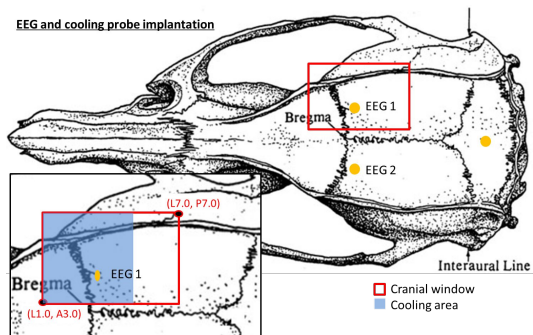 EEG and cooling probe implantation
EEG 1
Bregma
EEG 2
(L7.0, P7.0)
EEG 1
Bregma
(L1.0, A3.0)
Interaural Line
Cranial window
Cooling area